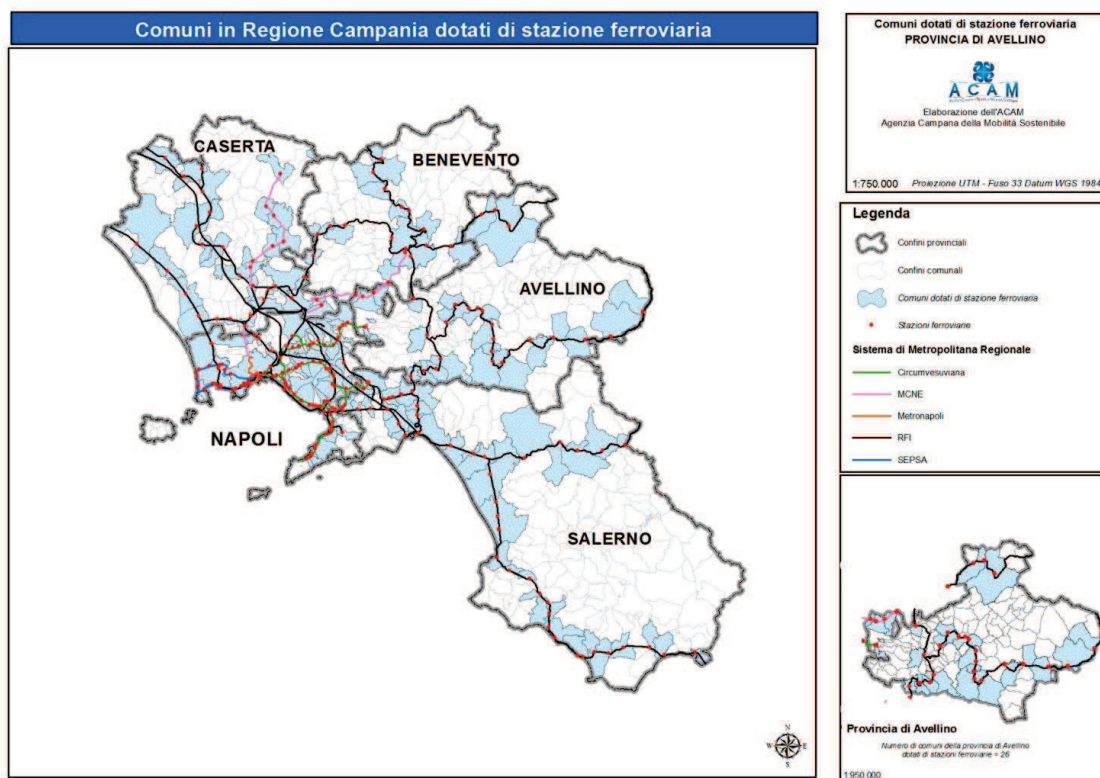 Comuni in Regione Campania dotati di stazione ferroviaria
CASERTA
BENEVENTO
AVELLINO
NAPOLI
SALERNO
N
W E
S
Comuni dotati di stazione ferroviaria
PROVINCIA DI AVELLINO
ACAM
Elaborazione dell'ACAM
Agenzia Campana della Mobilità Sostenibile
1:750.000 Proiezione UTM - Fuso 33 Datum WGS 1984
Legenda
Confini provinciali
Confini comunali
Comuni dotati di stazione ferroviaria
Stazioni ferroviarie
Sistema di Metropolitana Regionale
Circumvesuviana
MCNE
Metronapoli
RFI
SEPSA
Provincia di Avellino
Numero di comuni della provincia di Avellino
dotati di stazioni ferroviarie = 26
1:950.000